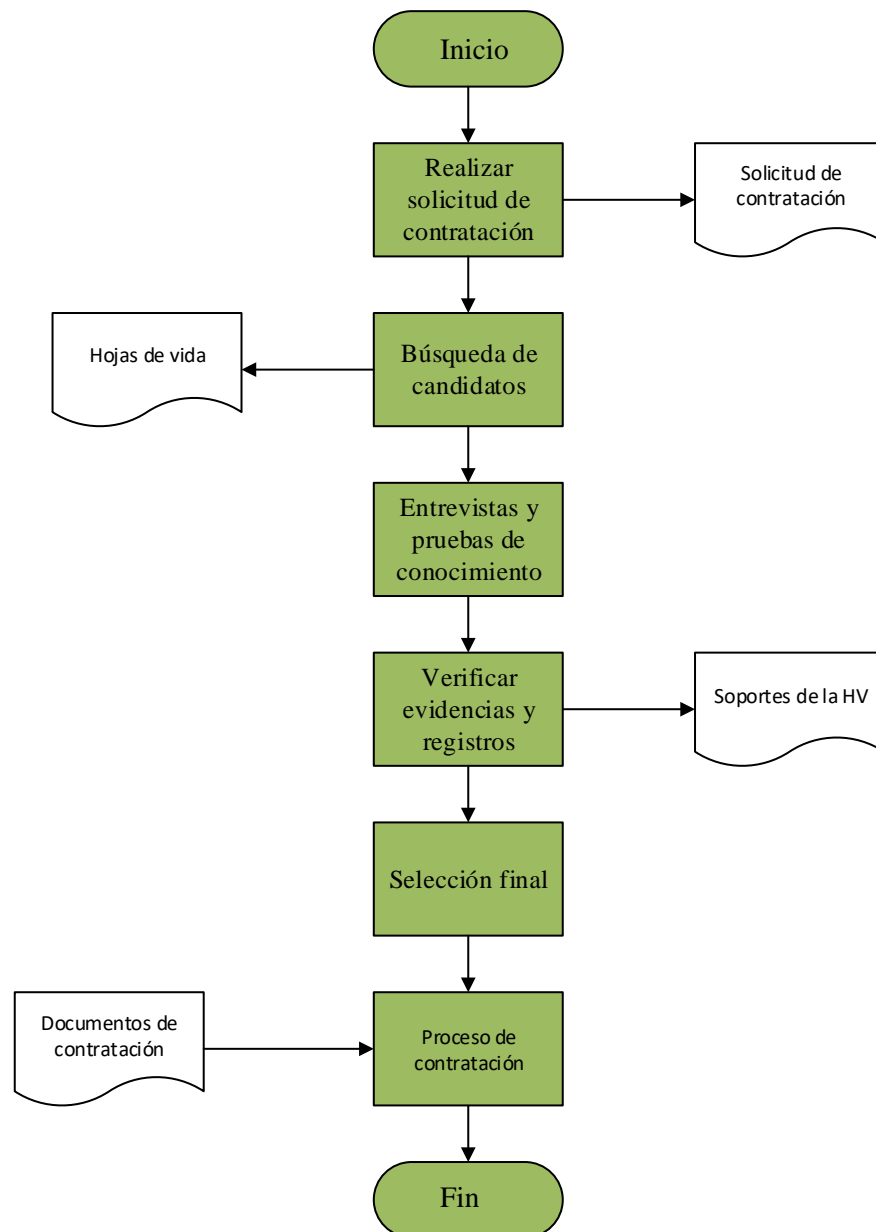 Inicio
Realizar
solicitud de
contratación
Solicitud de
contratación
Hojas de vida
Búsqueda de
candidatos
Entrevistas y
pruebas de
conocimiento
Verificar
evidencias y
registros
Soportes de la HV
Selección final
Documentos de
contratación
Proceso de
contratación
Fin